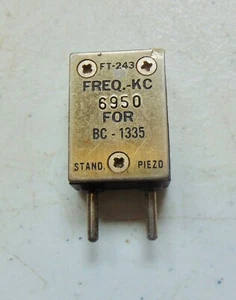 FT-243
FREQ.-KC
6950
FOR
BC - 1335
STAND. PIEZO